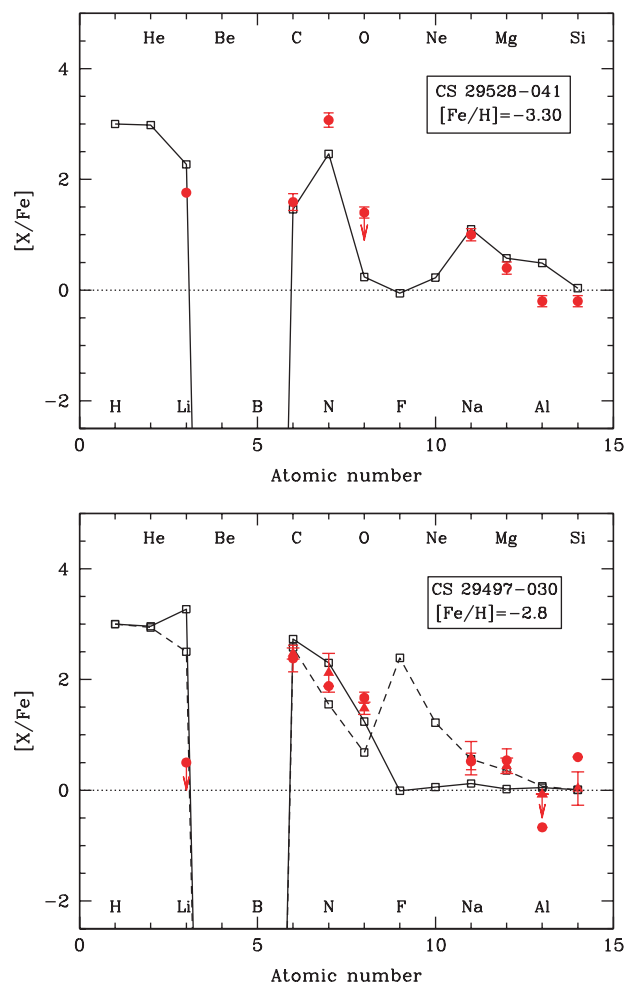 He Be C O Ne Mg Si
4
CS 29528−041
[Fe/H]=−3.30
2
[X/Fe]
0
−2
H Li B N F Na Al
0 5 10 15
Atomic number
He Be C O Ne Mg Si
4
CS 29497−030
[Fe/H]=−2.8
2
[X/Fe]
0
−2
H Li B N F Na Al
0 5 10 15
Atomic number